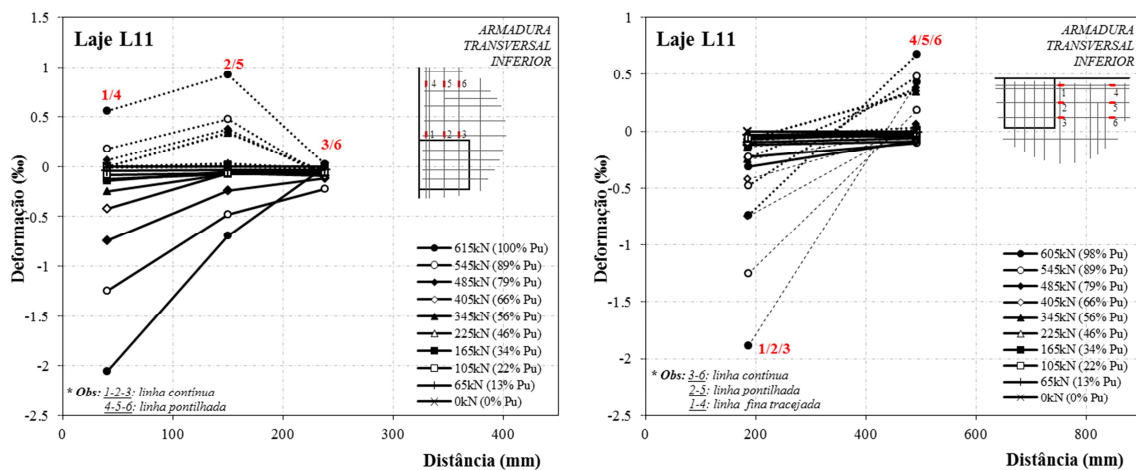 Laje L11
ARMADURA
TRANSVERSAL
INFERIOR
Deformação (‰)
1.5
1
0.5
0
-0.5
-1
-1.5
-2
-2.5
1/4
2/5
3/6
4 5 6
1 2 3
615kN (100% Pu)
545kN (89% Pu)
485kN (79% Pu)
405kN (66% Pu)
345kN (56% Pu)
225kN (46% Pu)
165kN (34% Pu)
105kN (22% Pu)
65kN (13% Pu)
0kN (0% Pu)
* Obs: 1-2-3: linha contínua
4-5-6: linha pontilhada
0 100 200 300 400
Distância (mm)
Laje L11
ARMADURA
TRANSVERSAL
INFERIOR
Deformação (‰)
1
0.5
0
-0.5
-1
-1.5
-2
-2.5
4/5/6
1/2/3
1 4
2 5
3 6
605kN (98% Pu)
545kN (89% Pu)
485kN (79% Pu)
405kN (66% Pu)
345kN (56% Pu)
225kN (46% Pu)
165kN (34% Pu)
105kN (22% Pu)
65kN (13% Pu)
0kN (0% Pu)
* Obs: 3-6: linha contínua
2-5: linha pontilhada
1-4: linha fina tracejada
0 200 400 600 800
Distância (mm)